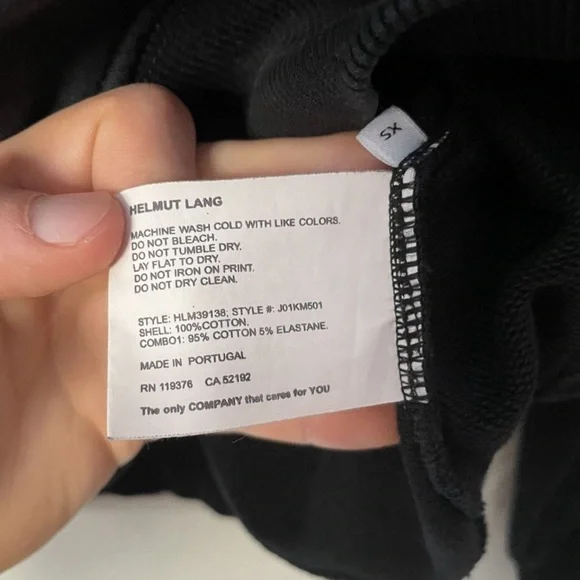 XS
HELMUT LANG
MACHINE WASH COLD WITH LIKE COLORS.
DO NOT BLEACH.
DO NOT TUMBLE DRY.
LAY FLAT TO DRY.
DO NOT IRON ON PRINT.
DO NOT DRY CLEAN.
STYLE: HLM39138; STYLE #: J01KM501
SHELL: 100%COTTON.
COMBO1: 95% COTTON 5% ELASTANE.
MADE IN PORTUGAL
RN 119376 CA 52192
The only COMPANY that cares for YOU